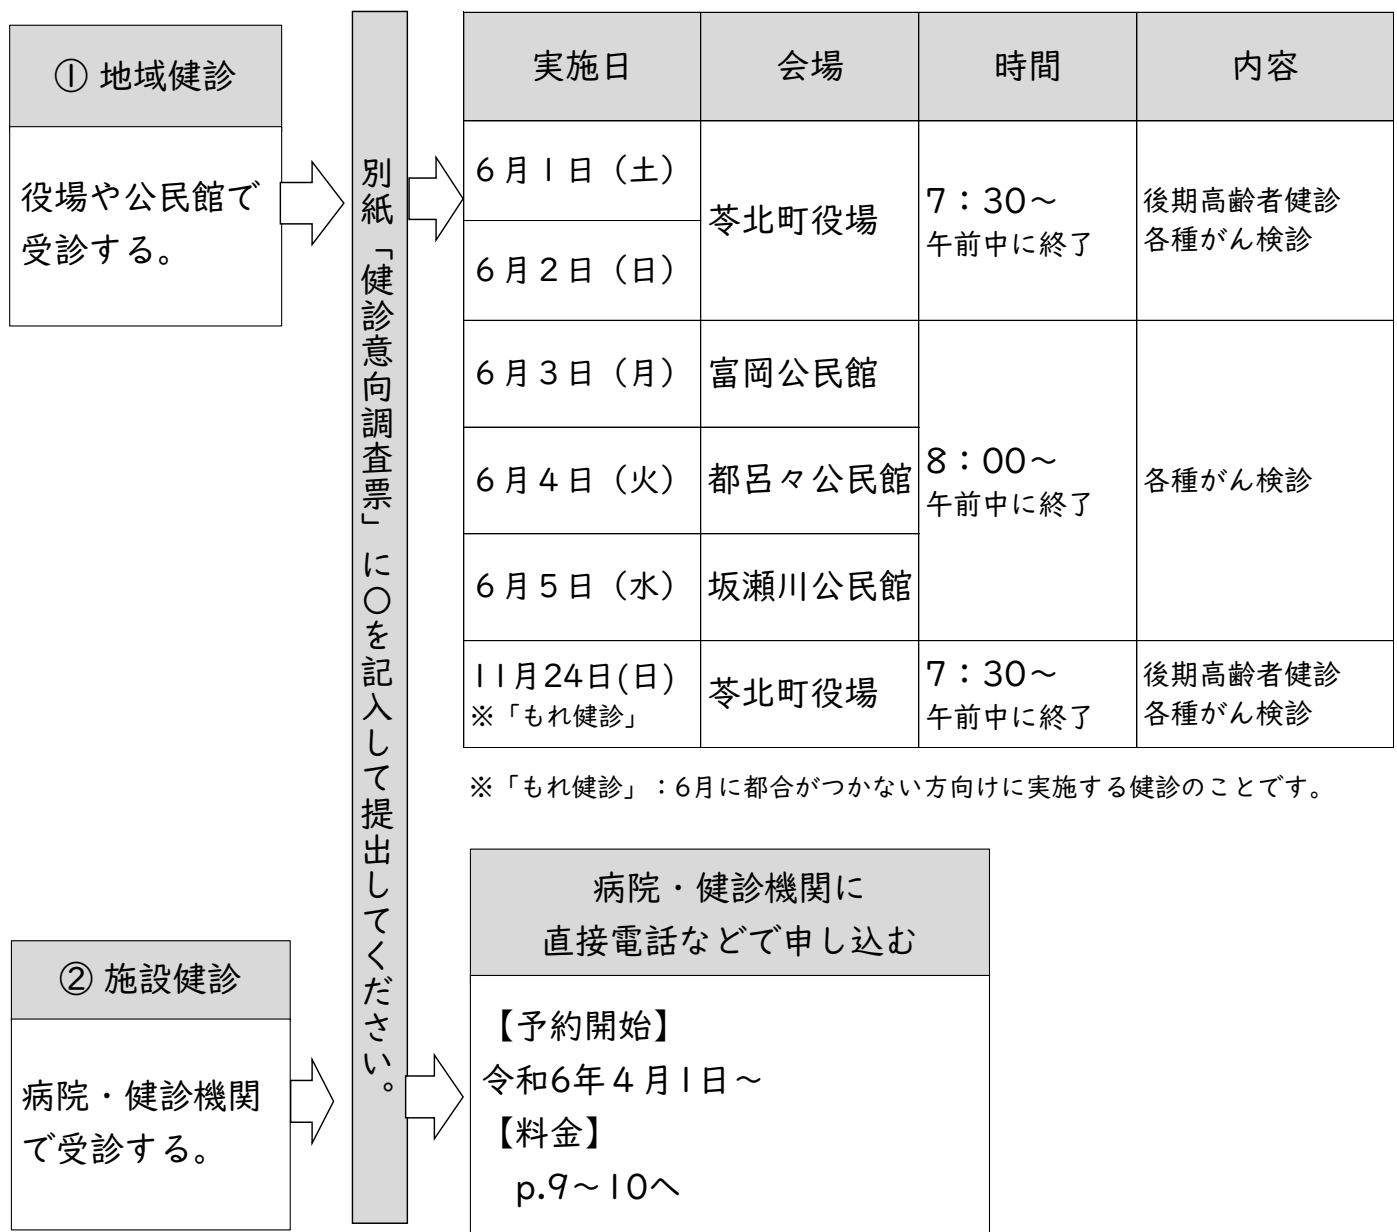 ① 地域健診
役場や公民館で
受診する。
別紙「健診意向調査票」に○を記入して提出してください。
実施日
会場
時間
内容
6月1日（土）
6月2日（日）
苓北町役場
7：30～
午前中に終了
後期高齢者健診
各種がん検診
6月3日（月）
富岡公民館
6月4日（火）
都呂々公民館
6月5日（水）
坂瀬川公民館
8：00～
午前中に終了
各種がん検診
11月24日(日)
※「もれ健診」
苓北町役場
7：30～
午前中に終了
後期高齢者健診
各種がん検診
※「もれ健診」：6月に都合がつかない方向けに実施する健診のことです。
② 施設健診
病院・健診機関
で受診する。
病院・健診機関に
直接電話などで申し込む
【予約開始】
令和6年４月1日～
【料金】
p.9～10へ